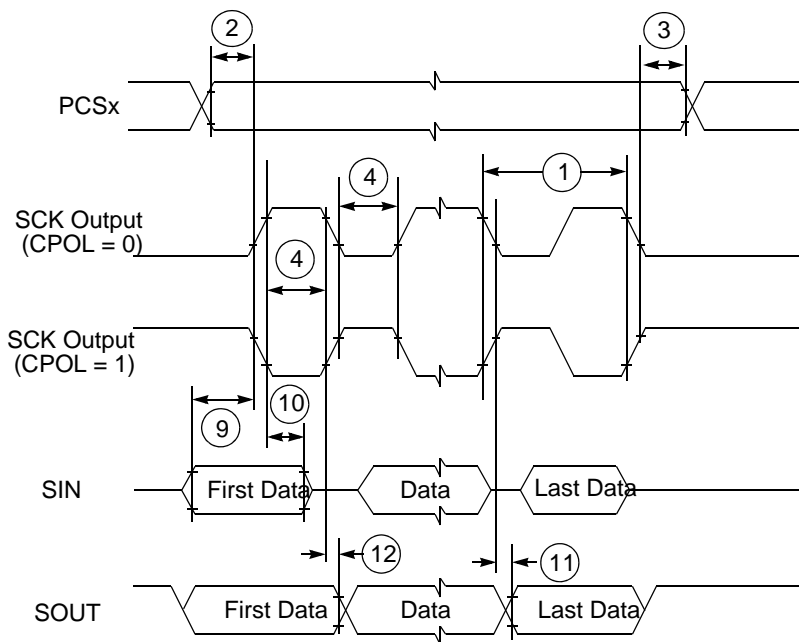 2
3
PCSx
1
4
SCK Output
(CPOL = 0)
4
SCK Output
(CPOL = 1)
10
9
SIN
First Data
Data
Last Data
12
11
SOUT
First Data
Data
Last Data